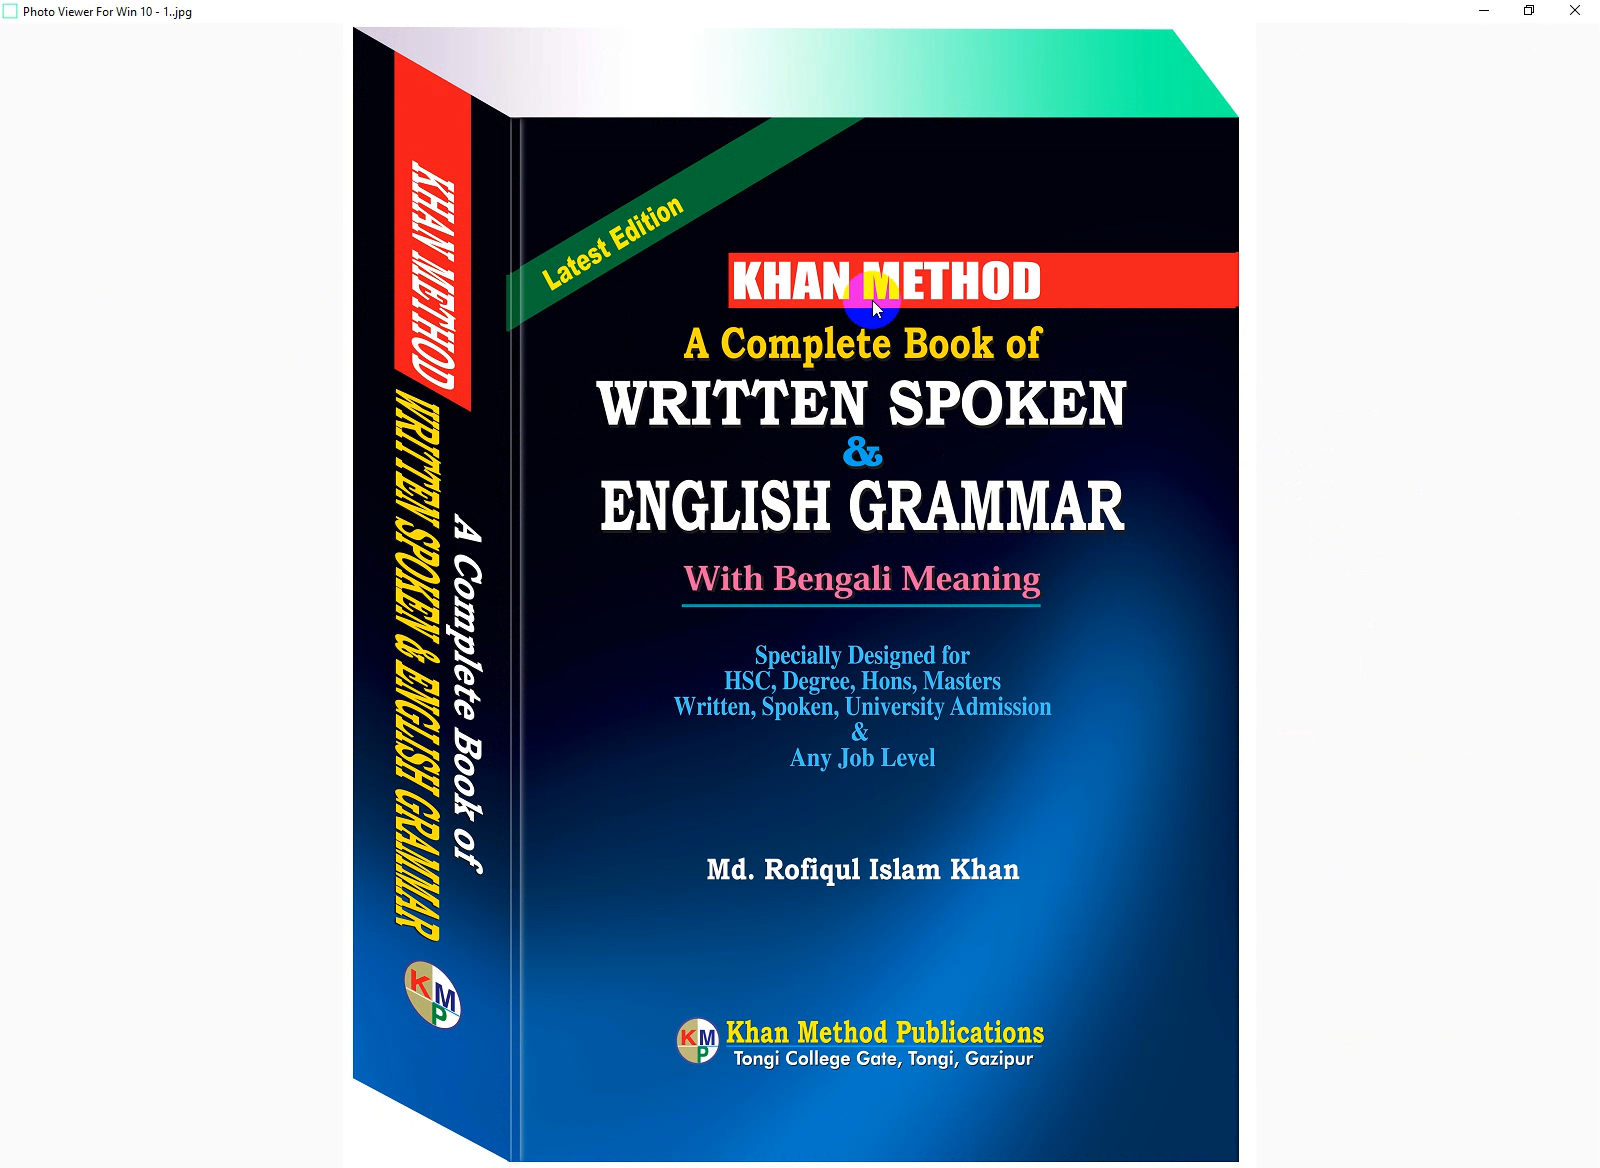 Photo Viewer For Win 10 - 1..jpg
KHAN METHOD
WRITTEN SPOKEN & ENGLISH GRAMMAR
A Complete Book of
KMP
Latest Edition
KHAN METHOD
A Complete Book of
WRITTEN SPOKEN
&
ENGLISH GRAMMAR
With Bengali Meaning
Specially Designed for
HSC, Degree, Hons, Masters
Written, Spoken, University Admission
&
Any Job Level
Md. Rofiqul Islam Khan
KMP Khan Method Publications
Tongi College Gate, Tongi, Gazipur